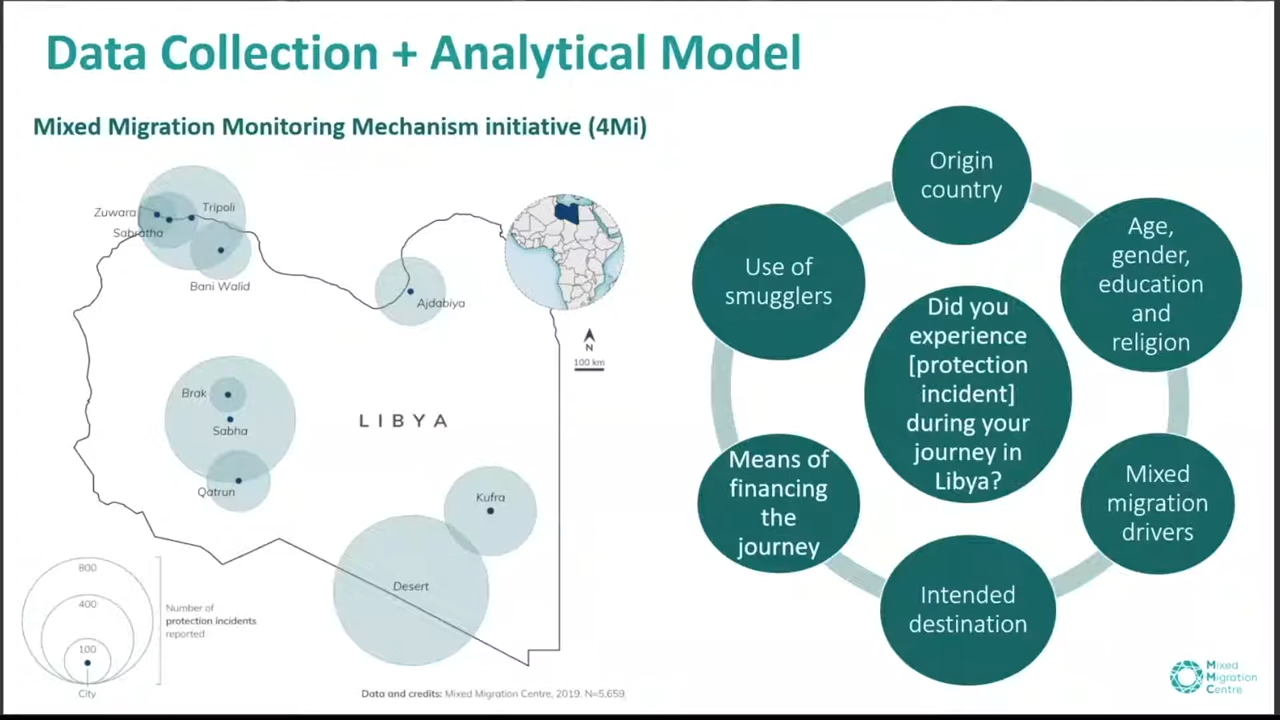 Data Collection + Analytical Model
Mixed Migration Monitoring Mechanism initiative (4Mi)
Zuwara
Tripoli
Sabratha
Bani Walid
Ajdabiya
N
100 km
Brak
Sabha
LIBYA
Qatrun
Kufra
Desert
800
400
100
City
Number of
protection incidents
reported
Data and credits: Mixed Migration Centre, 2019. N=5,659
Origin
country
Age,
gender,
education
and
religion
Mixed
migration
drivers
Intended
destination
Means of
financing
the
journey
Use of
smugglers
Did you
experience
[protection
incident]
during your
journey in
Libya?
Mixed
Migration
Centre